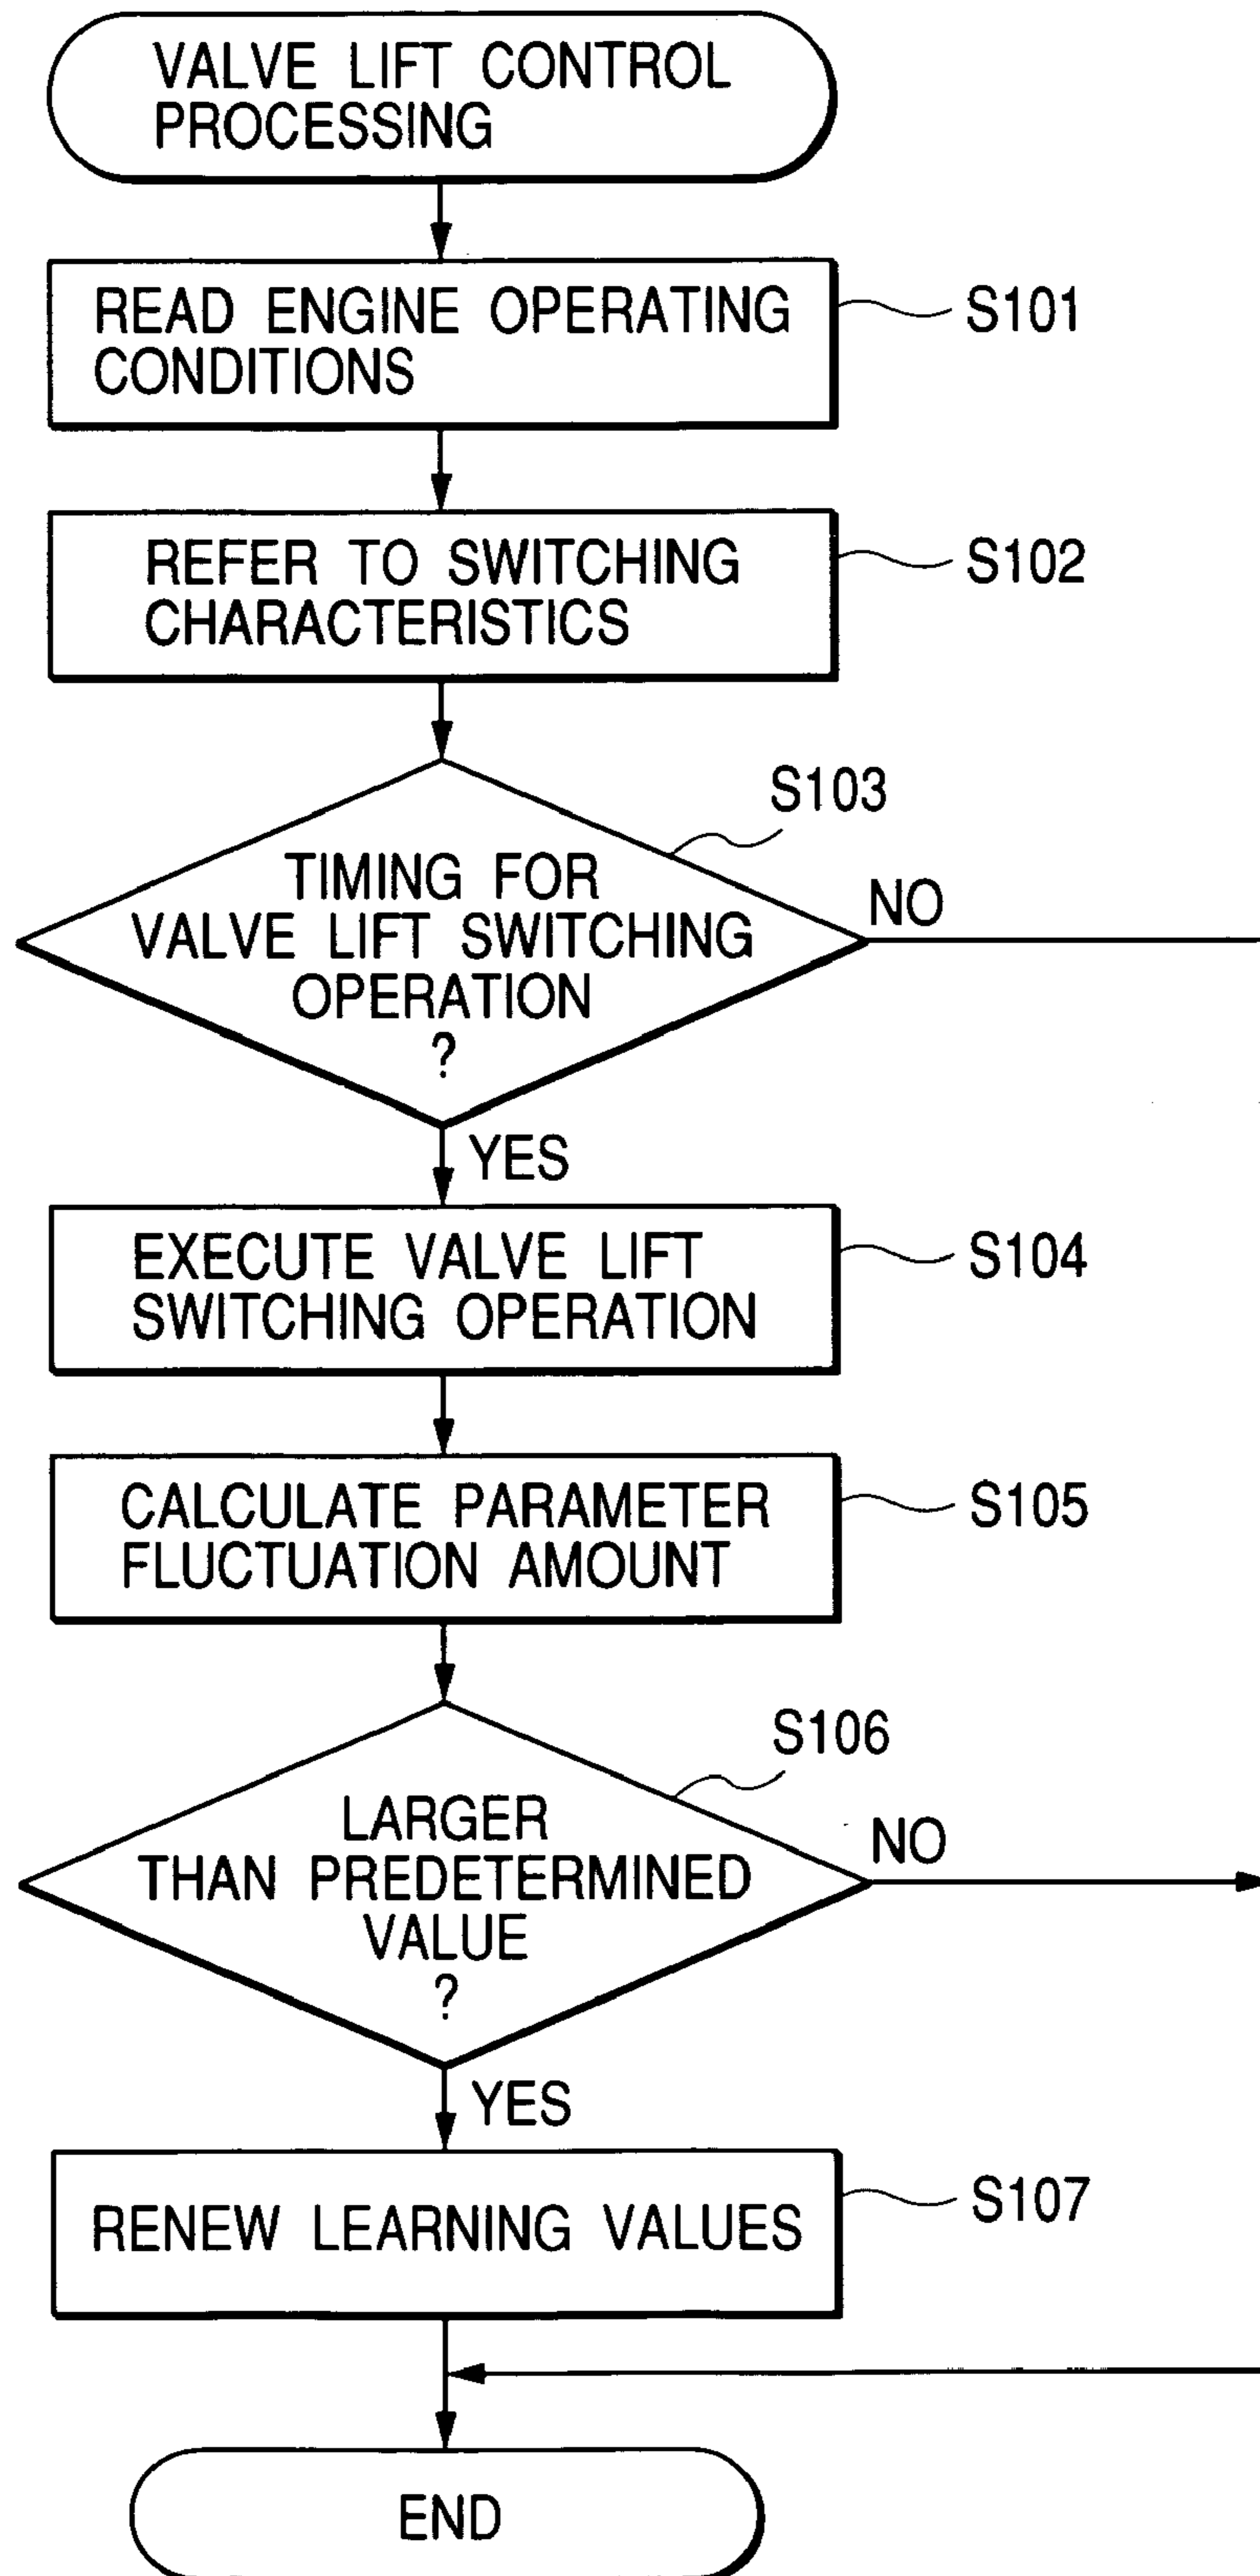 VALVE LIFT CONTROL
PROCESSING
READ ENGINE OPERATING
CONDITIONS
S101
REFER TO SWITCHING
CHARACTERISTICS
S102
S103
TIMING FOR
VALVE LIFT SWITCHING
OPERATION
?
NO
YES
EXECUTE VALVE LIFT
SWITCHING OPERATION
S104
CALCULATE PARAMETER
FLUCTUATION AMOUNT
S105
S106
LARGER
THAN PREDETERMINED
VALUE
?
NO
YES
RENEW LEARNING VALUES
S107
END